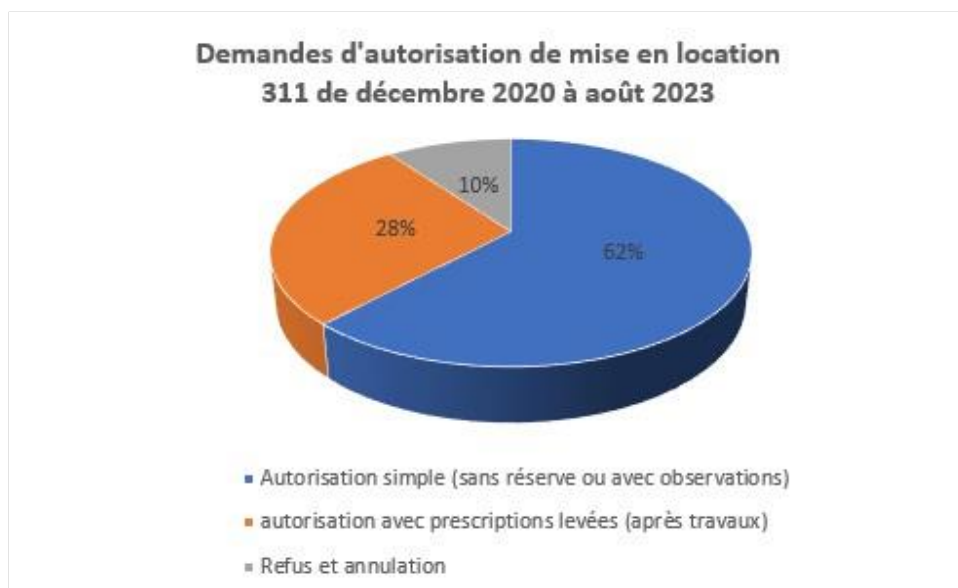 Demandes d'autorisation de mise en location
311 de décembre 2020 à août 2023
10%
28%
62%
Autorisation simple (sans réserve ou avec observations)
autorisation avec prescriptions levées (après travaux)
Refus et annulation